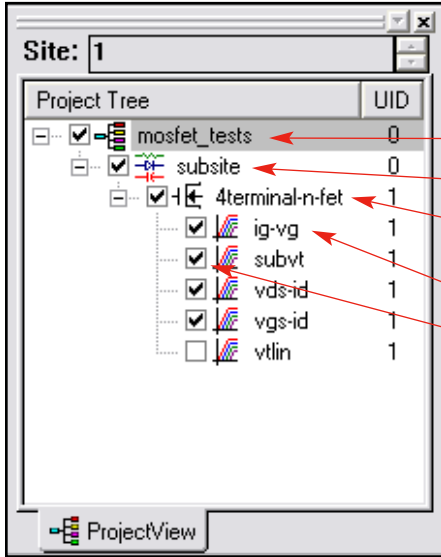 Site: 1
Project Tree UID
mosfet_tests 0
subsite 0
4terminal-n-fet 1
ig-vg 1
subvt 1
vds-id 1
vgs-id 1
vtlin 1
ProjectView